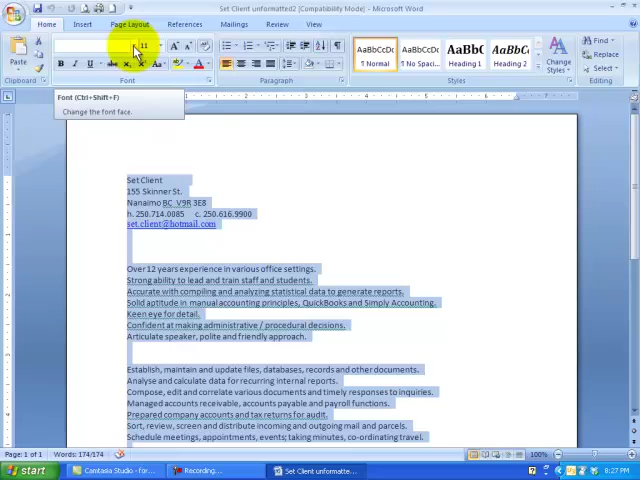 Set Client unformatted2 [Compatibility Mode] - Microsoft Word
Home Insert Page Layout References Mailings Review View
Paste
Clipboard
11
B I U abc x Aa A
Font
Paragraph
AaBbCcDc AaBbCcDc AaBbC AaBbCc
¶ Normal ¶ No Spaci... Heading 1 Heading 2
Change Styles
Styles
Find
Replace
Select
Editing
Font (Ctrl+Shift+F)
Change the font face.
Set Client
155 Skinner St.
Nanaimo BC V9R 3E8
h. 250.714.0085 c. 250.616.9900
set.client@hotmail.com
Over 12 years experience in various office settings.
Strong ability to lead and train staff and students.
Accurate with compiling and analyzing statistical data to generate reports.
Solid aptitude in manual accounting principles, QuickBooks and Simply Accounting.
Keen eye for detail.
Confident at making administrative / procedural decisions.
Articulate speaker, polite and friendly approach.
Establish, maintain and update files, databases, records and other documents.
Analyse and calculate data for recurring internal reports.
Compose, edit and correlate various documents and timely responses to inquiries.
Managed accounts receivable, accounts payable and payroll functions.
Prepared company accounts and tax returns for audit.
Sort, review, screen and distribute incoming and outgoing mail and parcels.
Schedule meetings, appointments, events; taking minutes, co-ordinating travel.
Page: 1 of 1 Words: 174/174 100%
start Camtasia Studio - for... Recording... Set Client unformatte... 8:27 PM